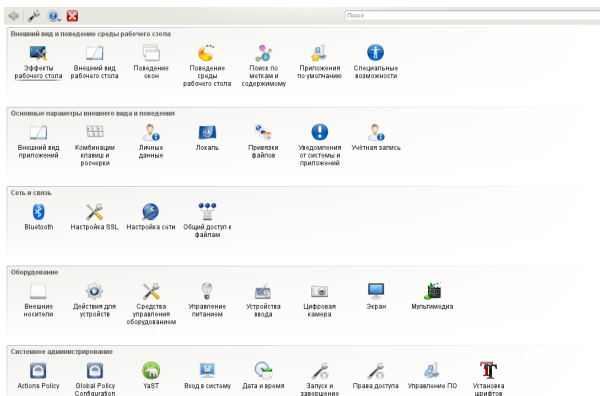 Поиск
Внешний вид и поведение среды рабочего стола
Эффекты рабочего стола
Внешний вид рабочего стола
Поведение окон
Поведение среды рабочего стола
Поиск по меткам и содержимому
Приложения по умолчанию
Специальные возможности
Основные параметры внешнего вида и поведения
Внешний вид приложений
Комбинации клавиш и росчерки
Личные данные
Локаль
Привязки файлов
Уведомления от системы и приложений
Учётная запись
Сеть и связь
Bluetooth
Настройка SSL
Настройка сети
Общий доступ к файлам
Оборудование
Внешние носители
Действия для устройств
Средства управления оборудованием
Управление питанием
Устройства ввода
Цифровая камера
Экран
Мультимедиа
Системное администрирование
Actions Policy
Global Policy Configuration
YaST
Вход в систему
Дата и время
Запуск и завершение
Права доступа
Управление ПО
Установка шрифтов